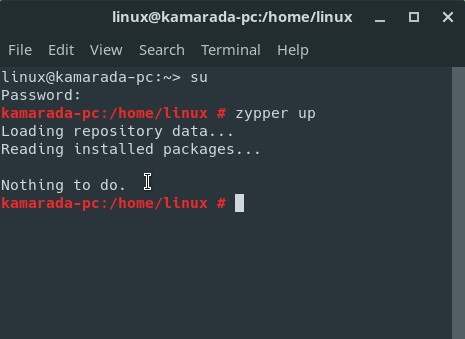 linux@kamarada-pc:/home/linux
File Edit View Search Terminal Help
linux@kamarada-pc:~> su
Password:
kamarada-pc:/home/linux # zypper up
Loading repository data...
Reading installed packages...
Nothing to do.
kamarada-pc:/home/linux #